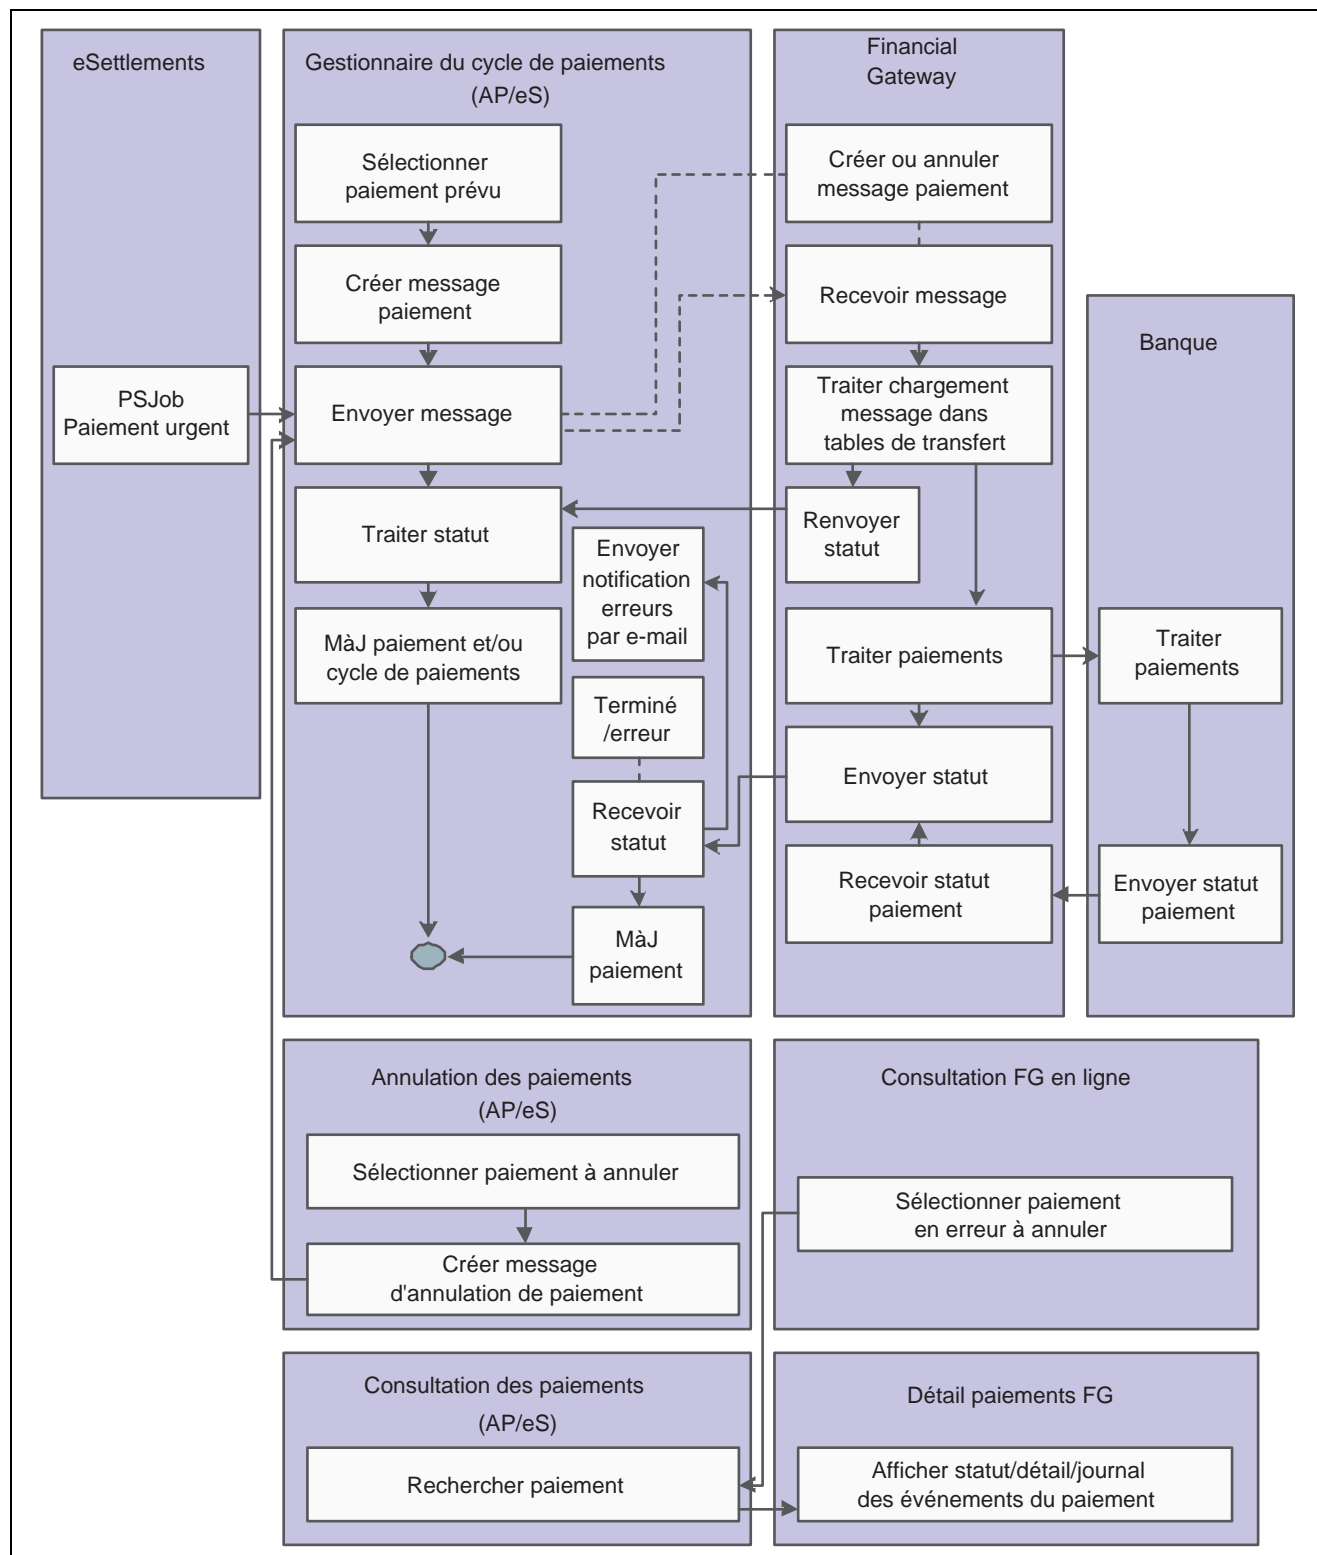 eSettlements
PSJob
Paiement urgent
Gestionnaire du cycle de paiements
(AP/eS)
Sélectionner
paiement prévu
Créer message
paiement
Envoyer message
Traiter statut
MàJ paiement et/ou
cycle de paiements
Envoyer
notification
erreurs
par e-mail
Terminé
/erreur
Recevoir
statut
MàJ
paiement
Financial
Gateway
Créer ou annuler
message paiement
Recevoir message
Traiter chargement
message dans
tables de transfert
Renvoyer
statut
Traiter paiements
Envoyer statut
Recevoir statut
paiement
Banque
Traiter
paiements
Envoyer statut
paiement
Annulation des paiements
(AP/eS)
Sélectionner paiement à annuler
Créer message
d'annulation de paiement
Consultation FG en ligne
Sélectionner paiement
en erreur à annuler
Consultation des paiements
(AP/eS)
Rechercher paiement
Détail paiements FG
Afficher statut/détail/journal
des événements du paiement